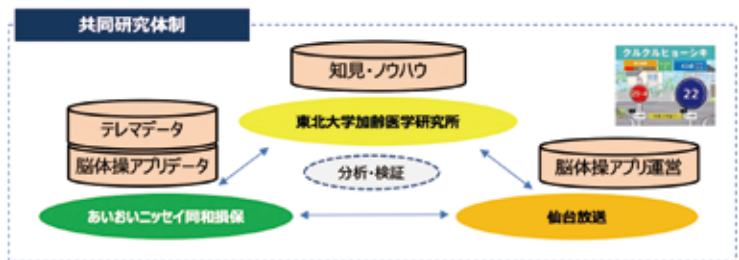 共同研究体制
知見・ノウハウ
クルクルヒューシキ
東北大学加齢医学研究所
22
テレマデータ
脳体操アプリデータ
分析・検証
脳体操アプリ運営
あいおいニッセイ同和損保
仙台放送